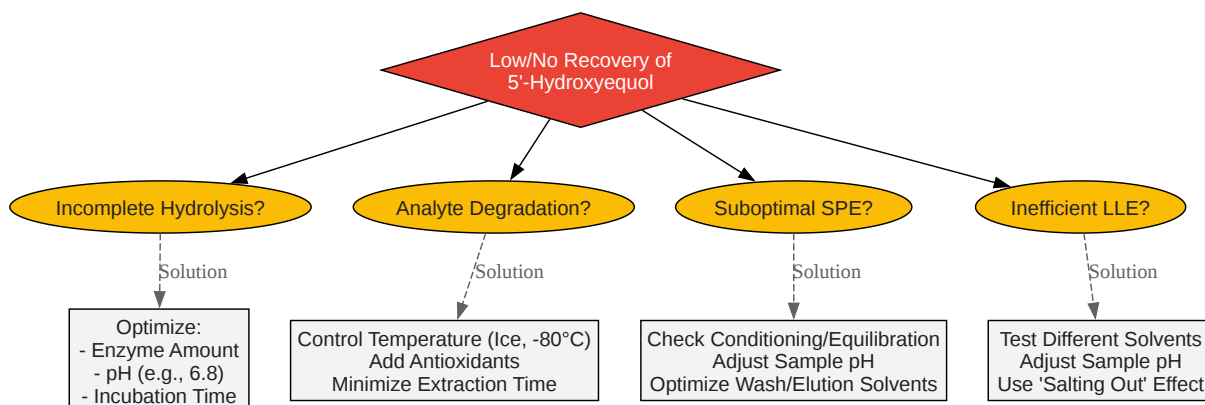 Low/No Recovery of
5'-Hydroxyequol
Incomplete Hydrolysis?
Analyte Degradation?
Suboptimal SPE?
Inefficient LLE?
Solution
Solution
Solution
Solution
Optimize:
- Enzyme Amount
- pH (e.g., 6.8)
- Incubation Time
Control Temperature (Ice, -80°C)
Add Antioxidants
Minimize Extraction Time
Check Conditioning/Equilibration
Adjust Sample pH
Optimize Wash/Elution Solvents
Test Different Solvents
Adjust Sample pH
Use 'Salting Out' Effect